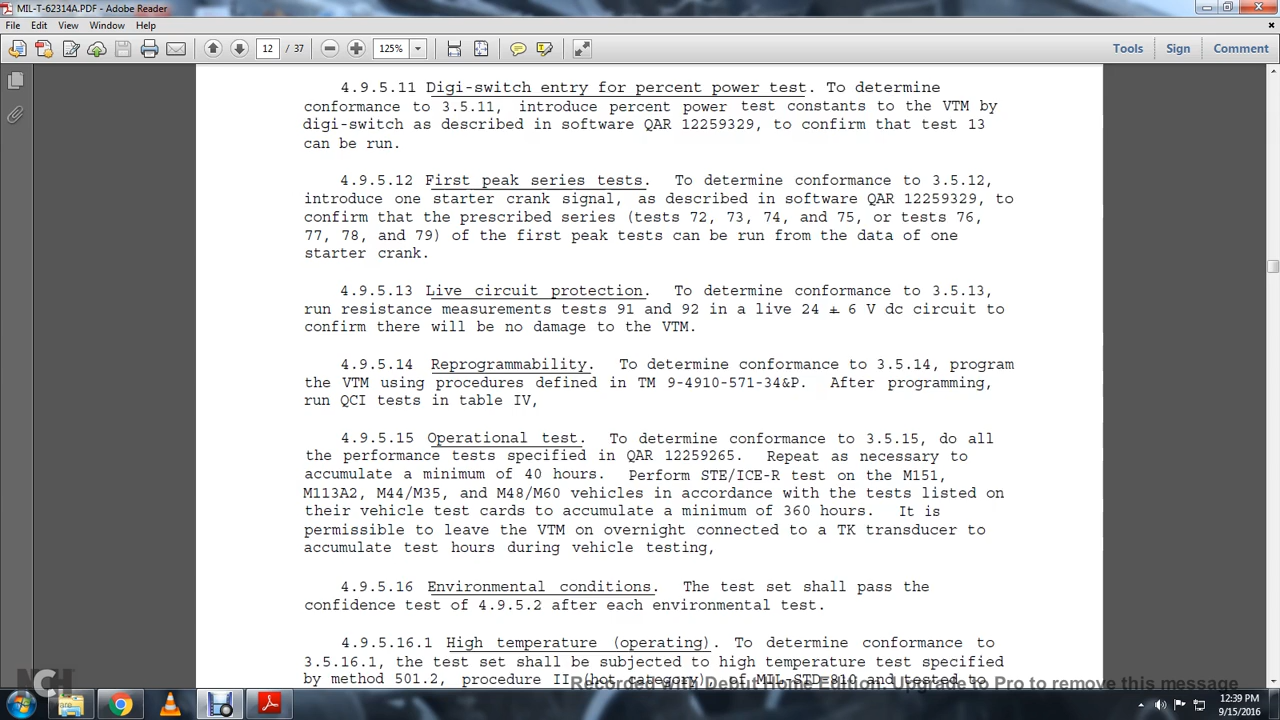 MIL-T-62314A.PDF - Adobe Reader
File Edit View Window Help
12 / 37 125% Tools Sign Comment
4.9.5.11 Digi-switch entry for percent power test. To determine
conformance to 3.5.11, introduce percent power test constants to the VTM by
digi-switch as described in software QAR 12259329, to confirm that test 13
can be run.
4.9.5.12 First peak series tests. To determine conformance to 3.5.12,
introduce one starter crank signal, as described in software QAR 12259329, to
confirm that the prescribed series (tests 72, 73, 74, and 75, or tests 76,
77, 78, and 79) of the first peak tests can be run from the data of one
starter crank.
4.9.5.13 Live circuit protection. To determine conformance to 3.5.13,
run resistance measurements tests 91 and 92 in a live 24 ± 6 V dc circuit to
confirm there will be no damage to the VTM.
4.9.5.14 Reprogrammability. To determine conformance to 3.5.14, program
the VTM using procedures defined in TM 9-4910-571-34&P. After programming,
run QCI tests in table IV,
4.9.5.15 Operational test. To determine conformance to 3.5.15, do all
the performance tests specified in QAR 12259265. Repeat as necessary to
accumulate a minimum of 40 hours. Perform STE/ICE-R test on the M151,
M113A2, M44/M35, and M48/M60 vehicles in accordance with the tests listed on
their vehicle test cards to accumulate a minimum of 360 hours. It is
permissible to leave the VTM on overnight connected to a TK transducer to
accumulate test hours during vehicle testing,
4.9.5.16 Environmental conditions. The test set shall pass the
confidence test of 4.9.5.2 after each environmental test.
4.9.5.16.1 High temperature (operating). To determine conformance to
3.5.16.1, the test set shall be subjected to high temperature test specified
by method 501.2, procedure II (hot category), of MIL-STD-810 and tested to
Recorded with Debut Home Edition. Upgrade to Pro to remove this message.
NCH
12:39 PM
9/15/2016